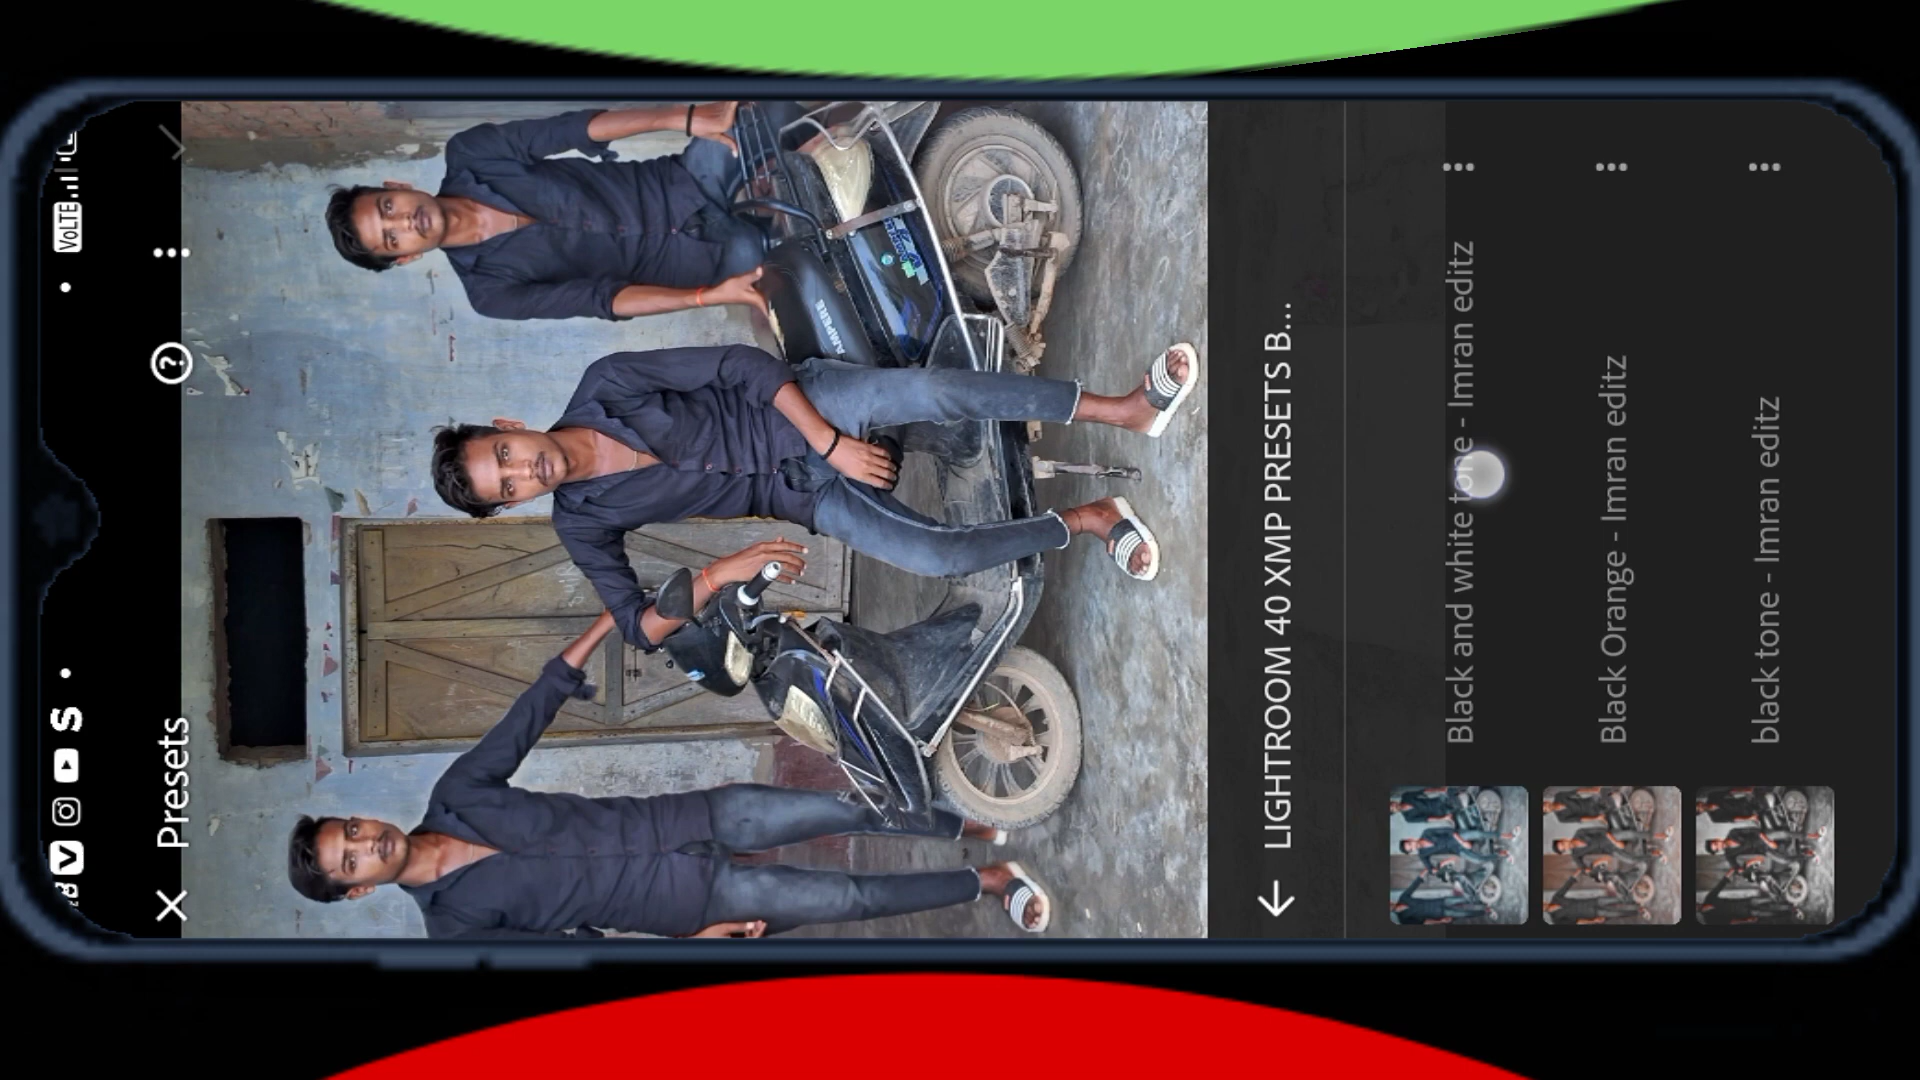 VoLTE
Presets
AMPERE
LIGHTROOM 40 XMP PRESETS B...
Black and white tone - Imran editz
Black Orange - Imran editz
black tone - Imran editz